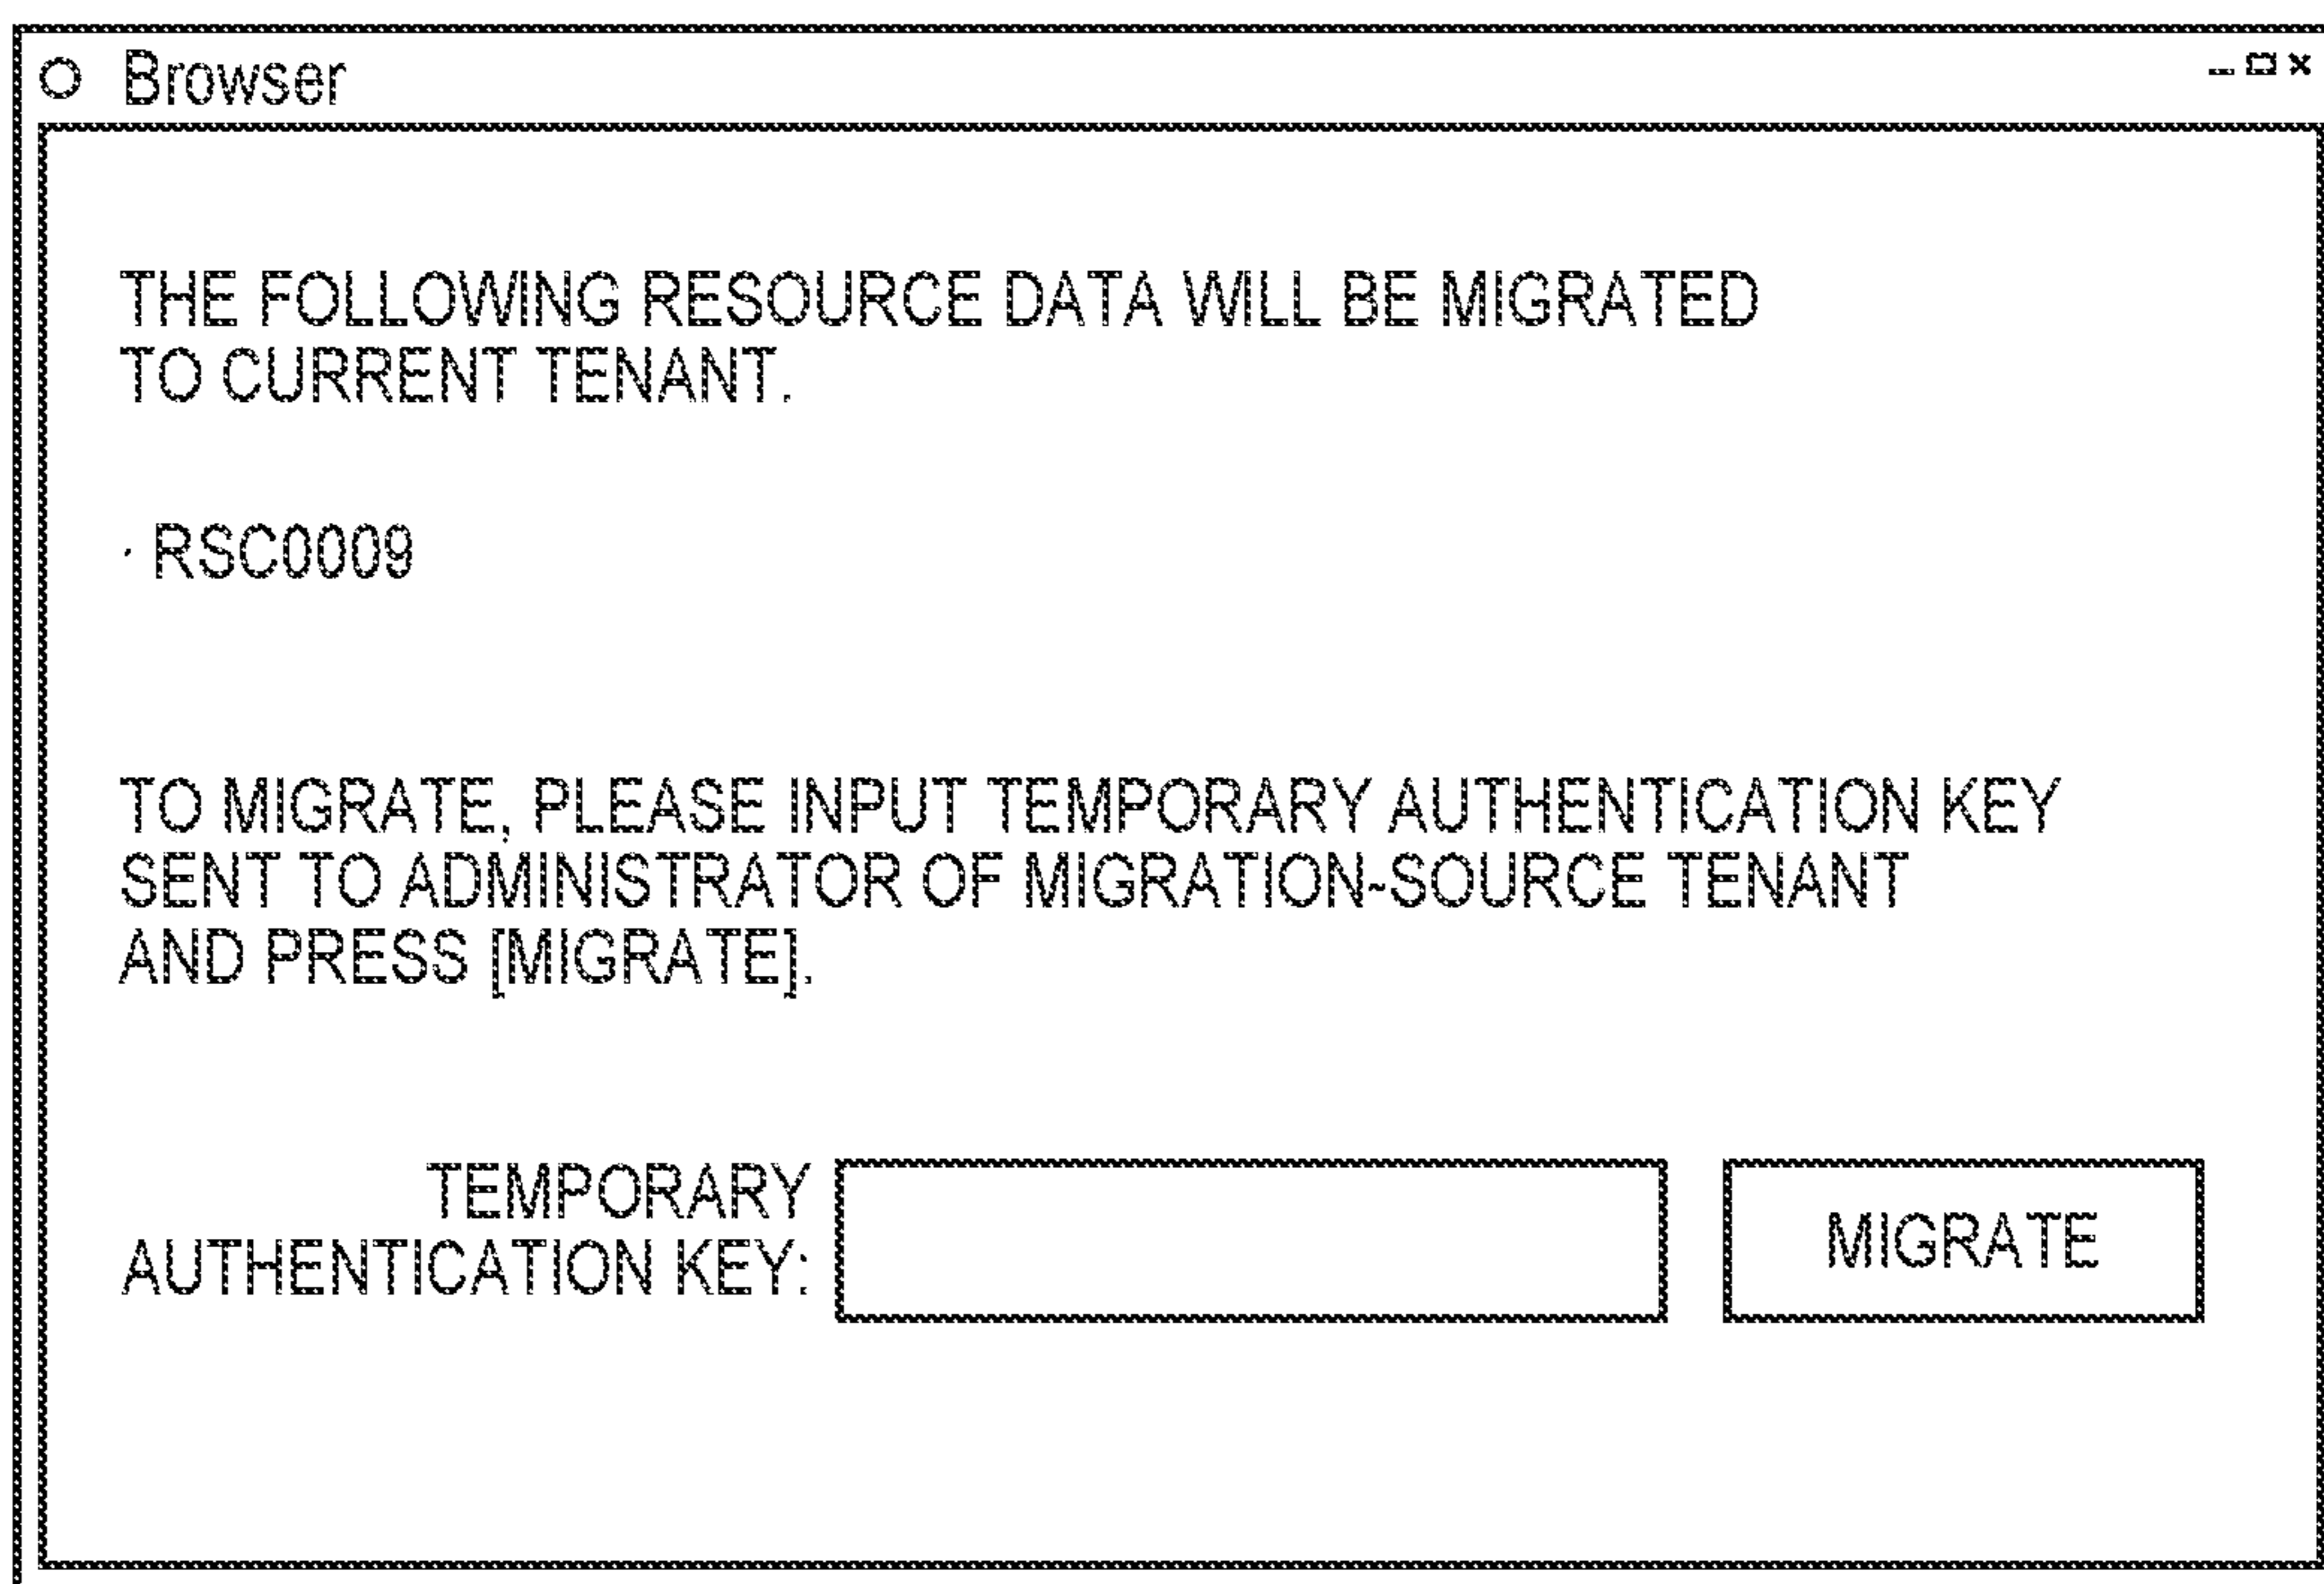 Browser
THE FOLLOWING RESOURCE DATA WILL BE MIGRATED
TO CURRENT TENANT.
· RSC0009
TO MIGRATE, PLEASE INPUT TEMPORARY AUTHENTICATION KEY
SENT TO ADMINISTRATOR OF MIGRATION-SOURCE TENANT
AND PRESS [MIGRATE].
TEMPORARY
AUTHENTICATION KEY:
MIGRATE